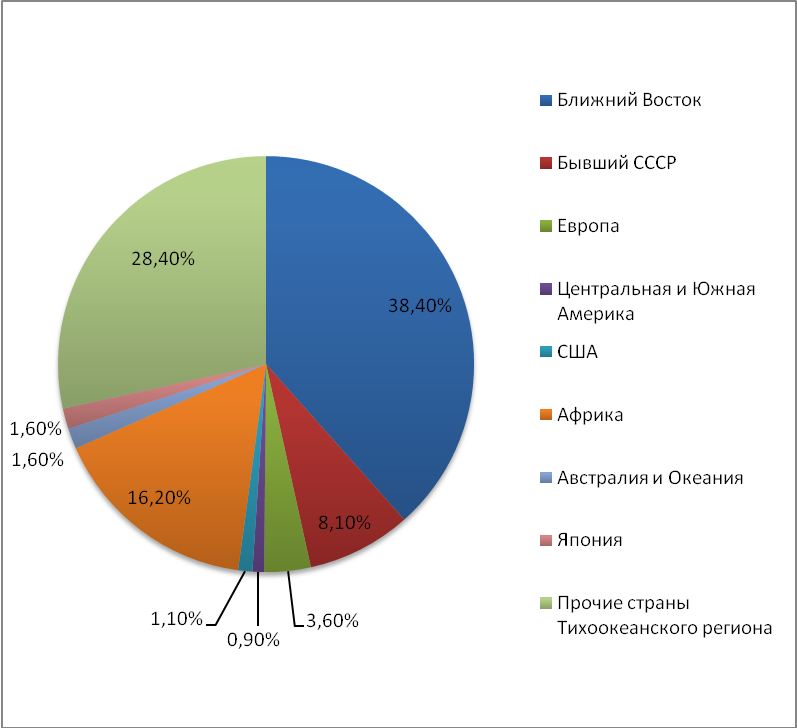 Ближний Восток
Бывший СССР
Европа
Центральная и Южная
Америка
США
Африка
Австралия и Океания
Япония
Прочие страны
Тихоокеанского региона
28,40%
38,40%
1,60%
1,60%
16,20%
8,10%
1,10%
0,90%
3,60%